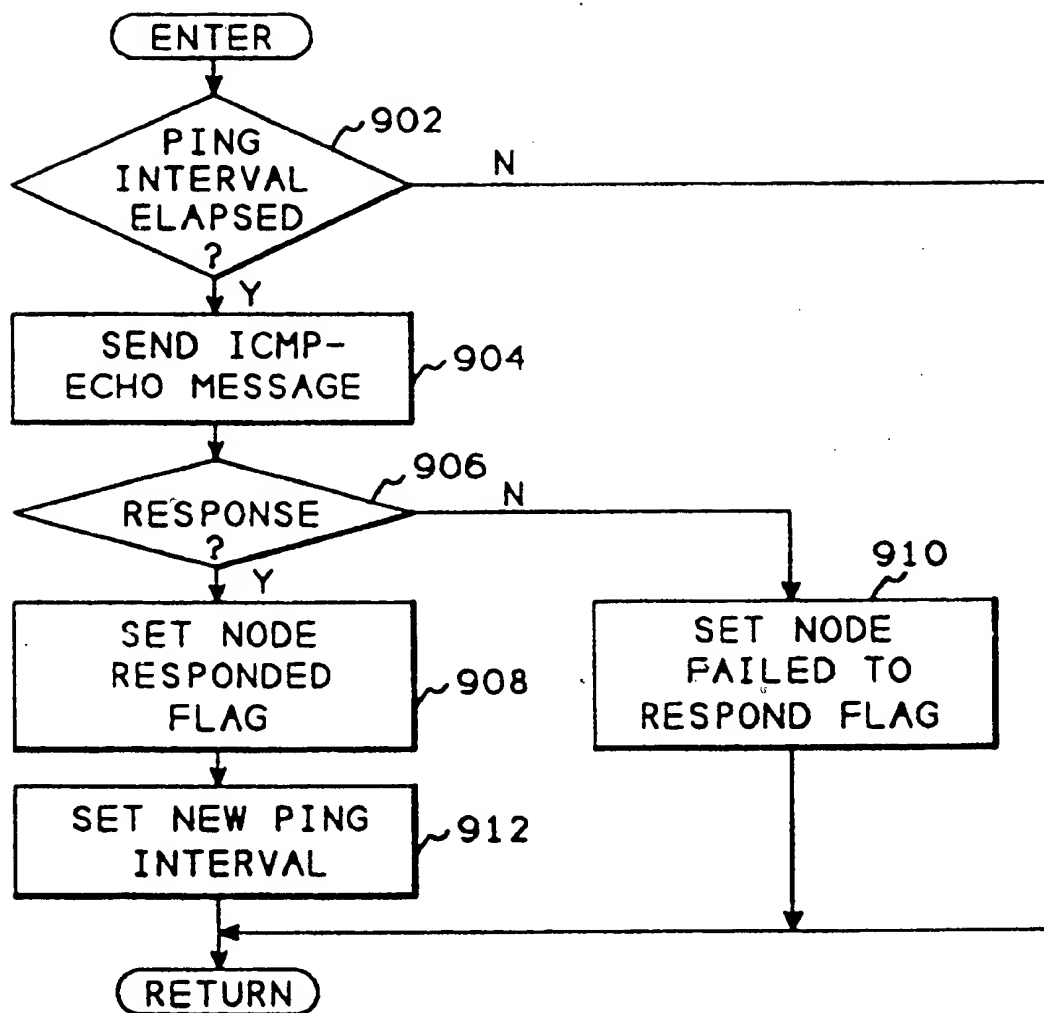 ENTER
902
PING
INTERVAL
ELAPSED
?
N
Y
SEND ICMP-
ECHO MESSAGE
904
906
RESPONSE
?
N
Y
910
SET NODE
RESPONDED
FLAG
908
SET NODE
FAILED TO
RESPOND FLAG
SET NEW PING
INTERVAL
912
RETURN